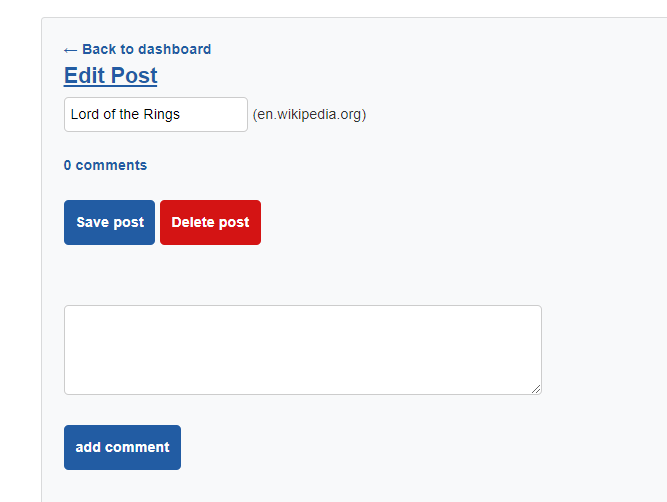 ← Back to dashboard
Edit Post
Lord of the Rings (en.wikipedia.org)
0 comments
Save post Delete post
add comment